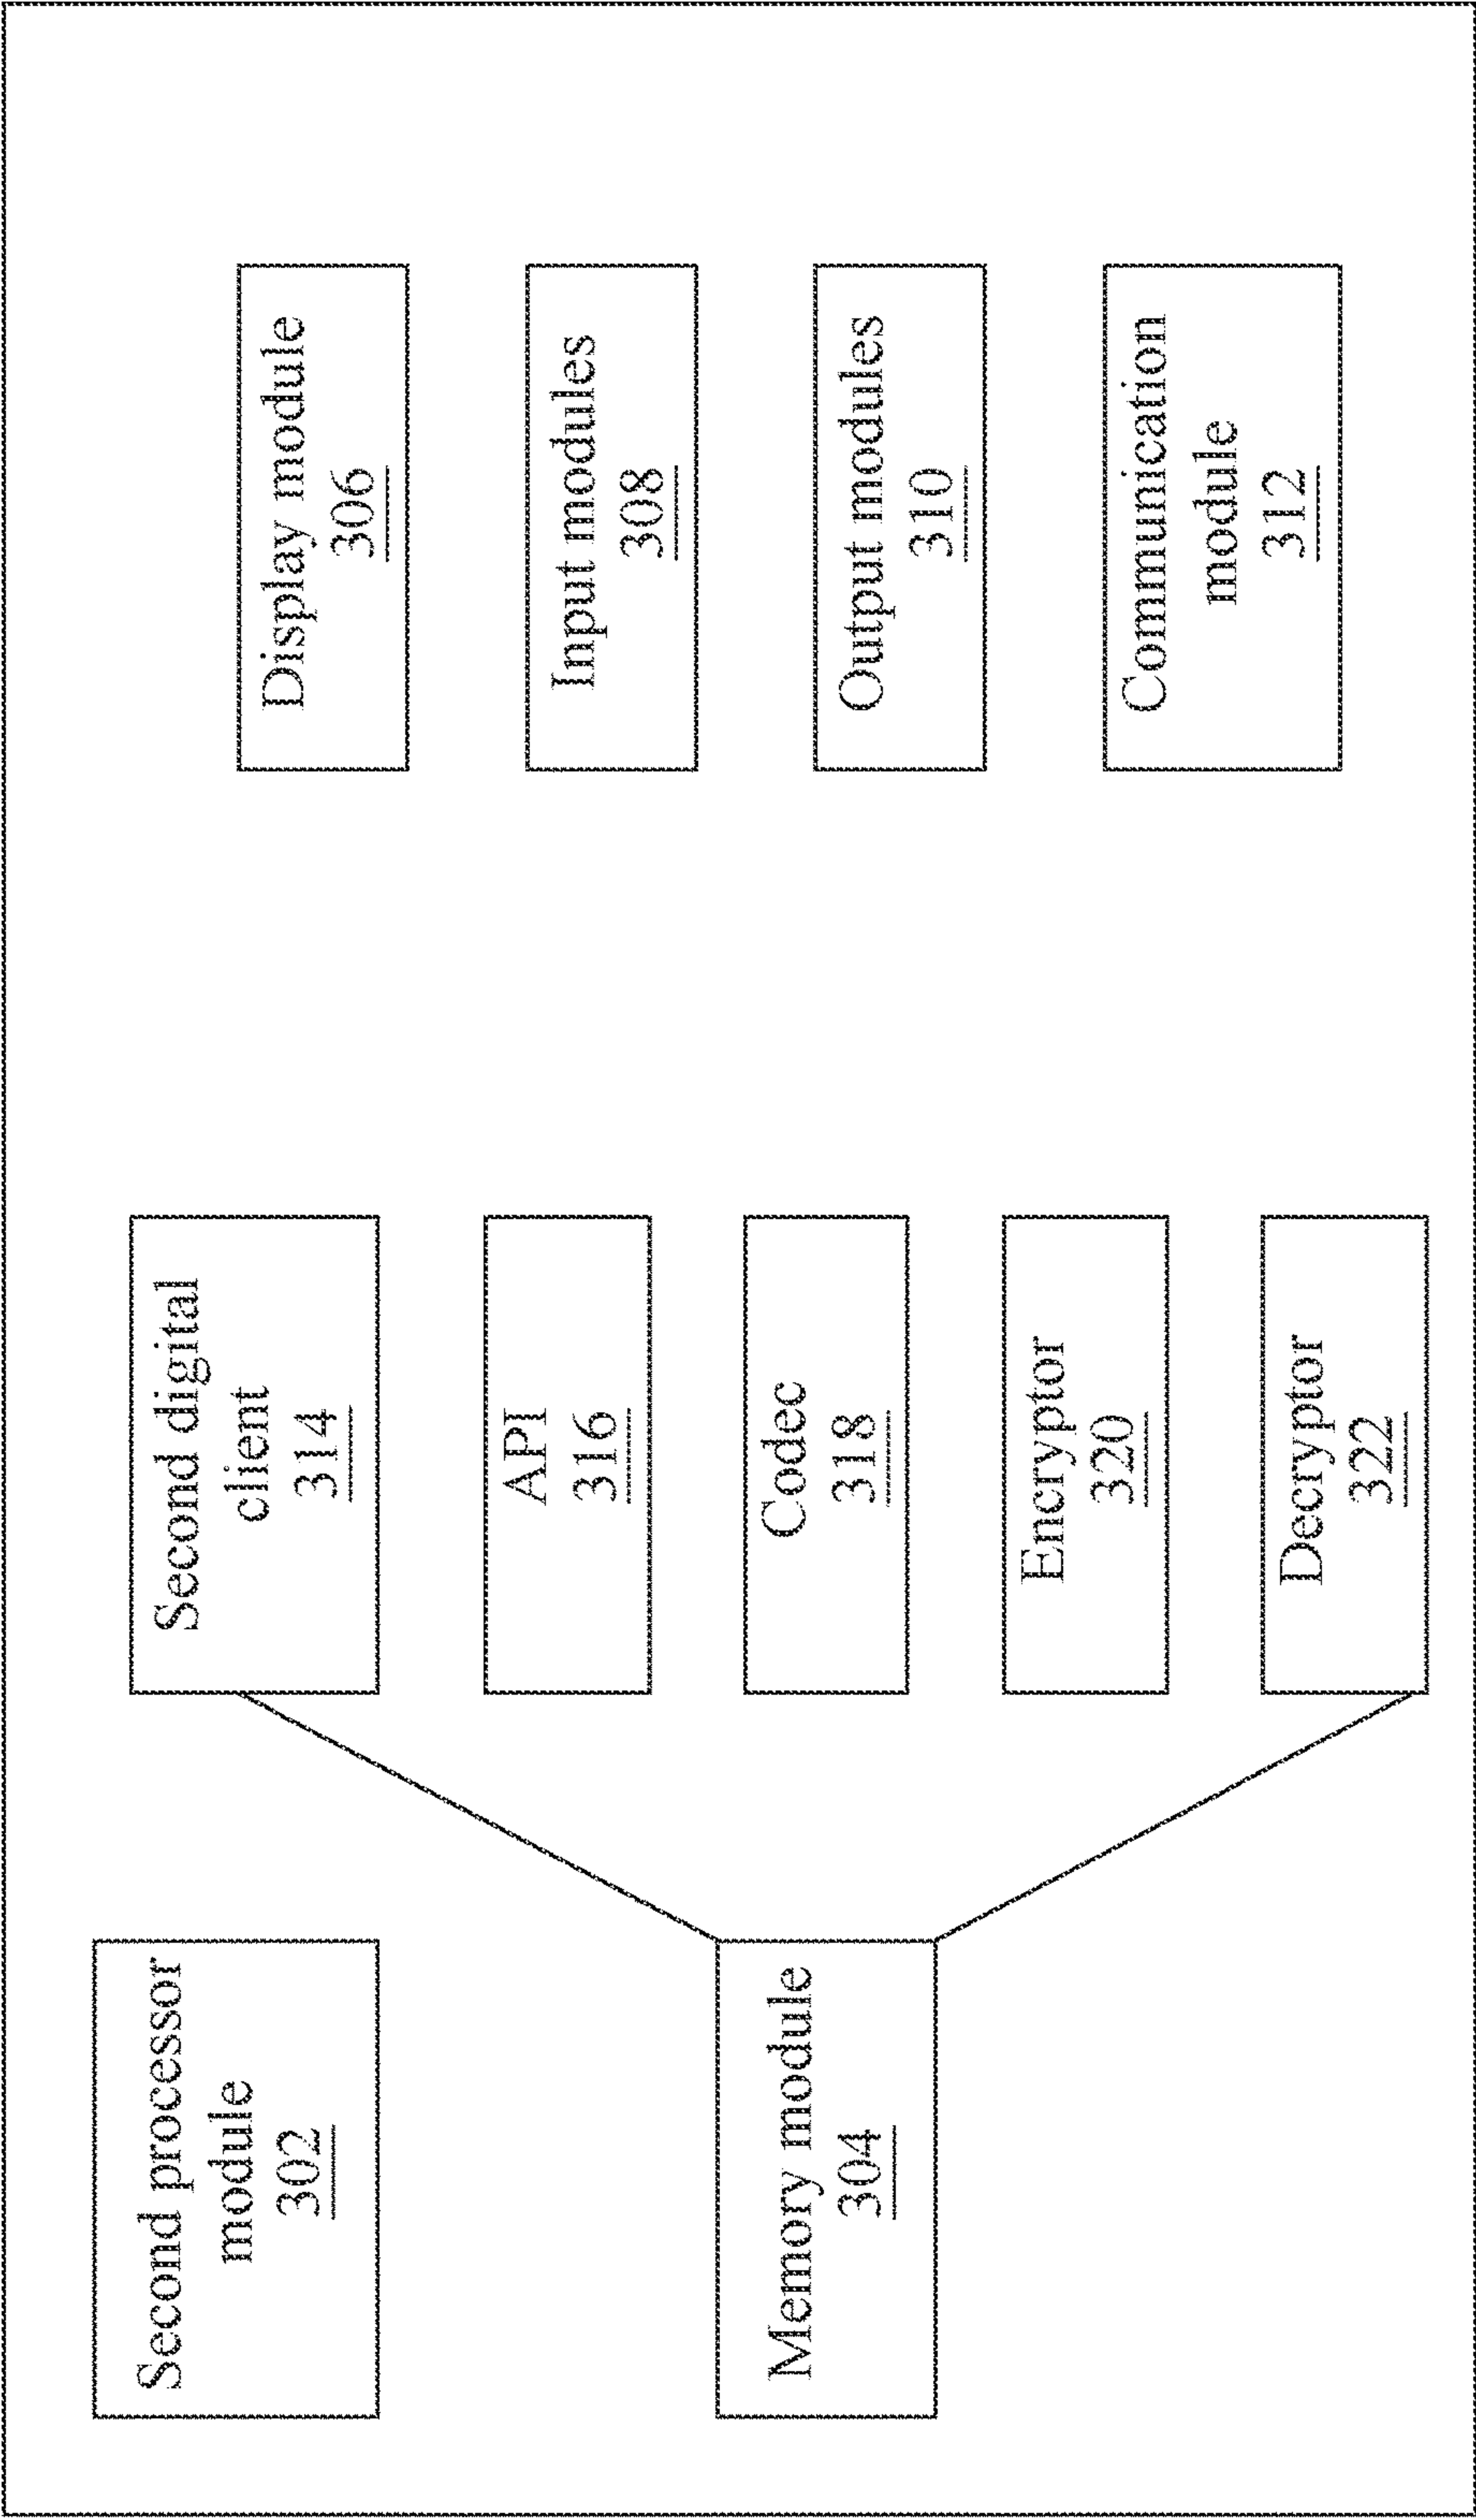 Second processor
module
302
Memory module
304
Second digital
client
314
API
316
Codec
318
Encryptor
320
Decryptor
322
Display module
306
Input modules
308
Output modules
310
Communication
module
312